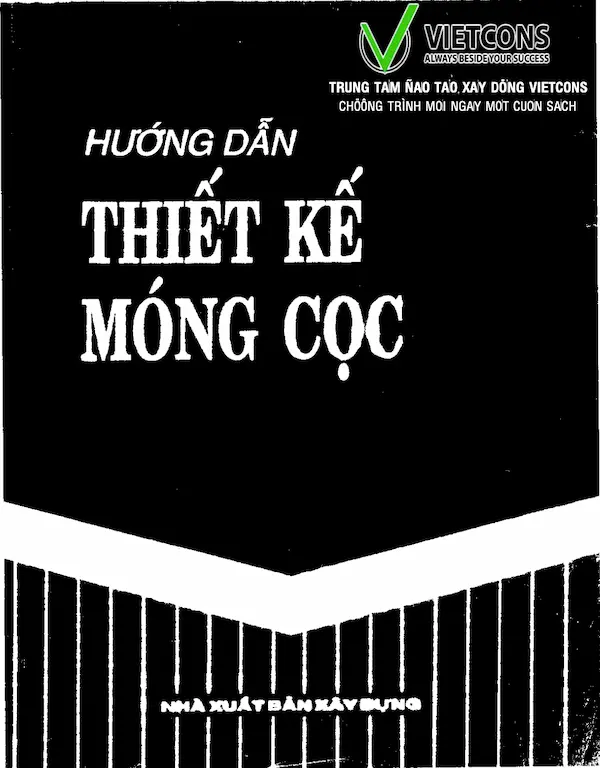 VIETCONS
ALWAYS BESIDE YOUR SUCCESS
TRUNG TAM ÑAO TAO, XAY DÖNG VIETCONS
CHÖÔNG TRÌNH MOI NGAY MOT CUON SACH
HƯỚNG DẪN
THIẾT KẾ
MÓNG CỌC
NHÀ XUẤT BẢN XÂY DỰNG